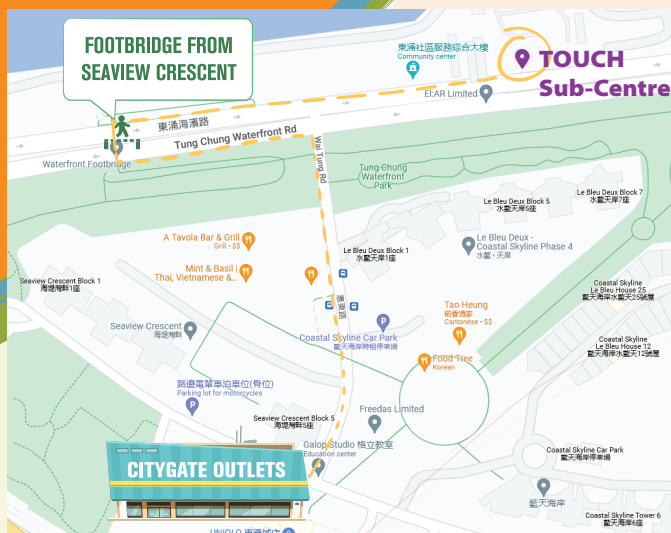 FOOTBRIDGE FROM
SEAVIEW CRESCENT
東涌社區服務綜合大樓
Community center
TOUCH
Sub-Centre
El:AR Limited
東涌海濱路
Tung Chung Waterfront Rd
Waterfront Footbridge
Wai Tung Rd
Tung Chung
Waterfront
Park
Le Bleu Deux Block 7
水藍天岸7座
Le Bleu Deux Block 5
水藍天岸5座
A Tavola Bar & Grill
Grill · $$
Le Bleu Deux Block 1
水藍天岸1座
Le Bleu Deux -
Coastal Skyline Phase 4
水藍 · 天岸
Mint & Basil |
Thai, Vietnamese &...
Seaview Crescent Block 1
海堤灣畔1座
Coastal Skyline
Le Bleu House 25
藍天海岸水藍天25號屋
惠東路
Tao Heung
稻香酒家
Cantonese · $$
Seaview Crescent
海堤灣畔
Coastal Skyline Car Park
藍天海岸時租停車場
Coastal Skyline
Le Bleu House 12
藍天海岸水藍天12號屋
Food Tree
Korean
路邊電單車泊車位(骨位)
Parking lot for motorcycles
Freedas Limited
Seaview Crescent Block 5
海堤灣畔5座
Galop Studio 格立教室
Education center
CITYGATE OUTLETS
Coastal Skyline Car Park
藍天海岸停車場
藍天海岸
Coastal Skyline Tower 6
藍天海岸6座